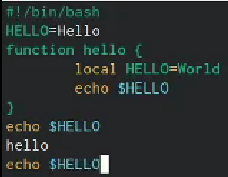 #!/bin/bash
HELLO=Hello
function hello {
        local HELLO=World
        echo $HELLO
}
echo $HELLO
hello
echo $HELLO